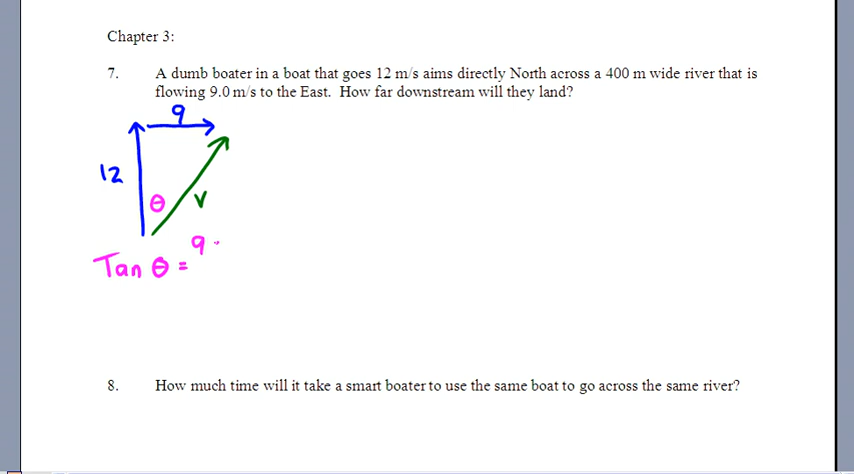 Chapter 3:
7. A dumb boater in a boat that goes 12 m/s aims directly North across a 400 m wide river that is
flowing 9.0 m/s to the East. How far downstream will they land?
9
12
θ
v
9.
Tan θ =
8. How much time will it take a smart boater to use the same boat to go across the same river?